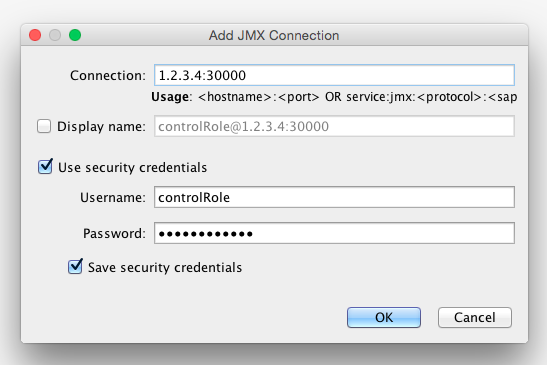 Add JMX Connection
Connection: 1.2.3.4:30000
Usage: <hostname>:<port> OR service:jmx:<protocol>:<sap
Display name: controlRole@1.2.3.4:30000
Use security credentials
Username: controlRole
Password: ●●●●●●●●●●●●
Save security credentials
OK Cancel